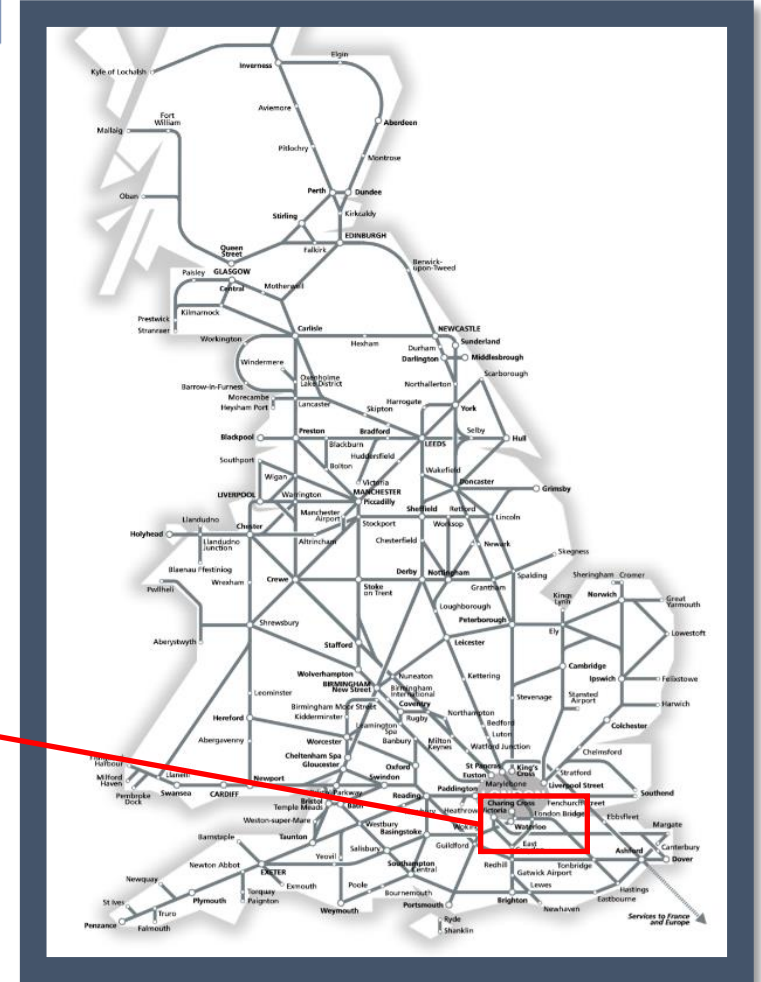 Elgin
Inverness
Kyle of Lochalsh
Aviemore
Fort
William
Aberdeen
Mallaig
Pitlochry
Montrose
Perth
Dundee
Oban
Kirkcaldy
Stirling
EDINBURGH
Queen
Street
Falkirk
Berwick-
upon-Tweed
Paisley
GLASGOW
Central
Motherwell
Kilmarnock
Prestwick
Stranraer
Carlisle
NEWCASTLE
Workington
Hexham
Durham
Sunderland
Darlington
Middlesbrough
Windermere
Scarborough
Oxenholme
Lake District
Barrow-in-Furness
Northallerton
Morecambe
Heysham Port
Lancaster
Harrogate
Skipton
York
Blackpool
Preston
Bradford
Selby
Blackburn
LEEDS
Hull
Huddersfield
Southport
Bolton
Wakefield
Wigan
Victoria
Doncaster
LIVERPOOL
Warrington
MANCHESTER
Piccadilly
Grimsby
Manchester
Airport
Sheffield
Retford
Llandudno
Stockport
Worksop
Lincoln
Holyhead
Chester
Llandudno
Junction
Altrincham
Chesterfield
Newark
Skegness
Blaenau Ffestiniog
Derby
Nottingham
Pwllheli
Wrexham
Crewe
Stoke
on Trent
Grantham
Spalding
Sheringham
Cromer
Kings
Lynn
Norwich
Great
Yarmouth
Loughborough
Shrewsbury
Peterborough
Ely
Lowestoft
Aberystwyth
Stafford
Leicester
Wolverhampton
Nuneaton
Cambridge
BIRMINGHAM
New Street
Birmingham
International
Kettering
Ipswich
Felixstowe
Leominster
Stevenage
Stansted
Airport
Birmingham Moor Street
Coventry
Harwich
Kidderminster
Rugby
Northampton
Hereford
Bedford
Colchester
Leamington
Spa
Luton
Abergavenny
Worcester
Banbury
Milton
Keynes
Watford Junction
Chelmsford
Cheltenham Spa
Gloucester
Oxford
St Pancras
Euston
King's
Cross
Stratford
Milford
Haven
Llanelli
Newport
Swindon
Marylebone
Liverpool Street
Pembroke
Dock
Swansea
CARDIFF
Parkway
Reading
Paddington
Southend
Bristol
Temple Meads
Bath
Heathrow
Charing Cross
Fenchurch Street
Victoria
London Bridge
Ebbsfleet
Weston-super-Mare
Westbury
Basingstoke
Waterloo
Margate
Barnstaple
Taunton
Guildford
East
Canterbury
Salisbury
Ashford
Dover
Newton Abbot
Yeovil
Southampton
Central
Redhill
Tonbridge
EXETER
Gatwick Airport
Newquay
Exmouth
Poole
Lewes
Hastings
Torquay
Paignton
Bournemouth
Eastbourne
St Ives
Plymouth
Weymouth
Portsmouth
Brighton
Newhaven
Truro
Penzance
Falmouth
Ryde
Shanklin
Services to France
and Europe